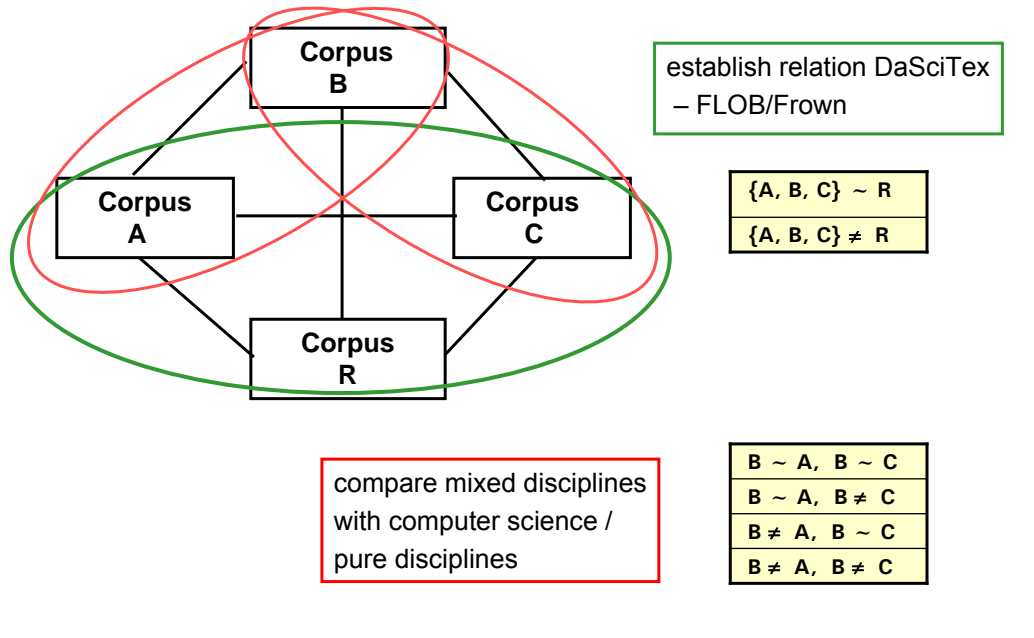 Corpus
B
establish relation DaSciTex
– FLOB/Frown
Corpus
A
Corpus
C
{A, B, C} ~ R
{A, B, C} ≠ R
Corpus
R
compare mixed disciplines
with computer science /
pure disciplines
B ~ A, B ~ C
B ~ A, B ≠ C
B ≠ A, B ~ C
B ≠ A, B ≠ C